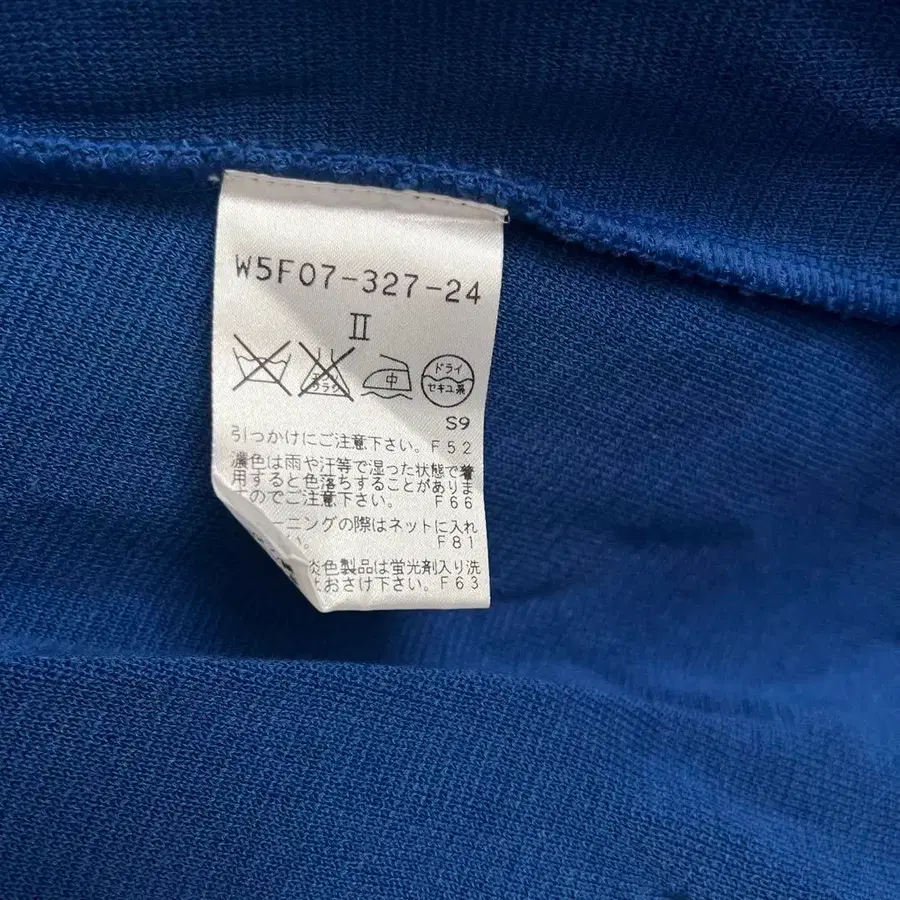 W5F07-327-24
II
中
ドライ
セキユ系
S9
引っかけにご注意下さい。F52
濃色は雨や汗等で湿った状態で着
用すると色落ちすることがありま
すのでご注意下さい。 F66
ーニングの際はネットに入れ
い。 F81
淡色製品は蛍光剤入り洗
おさけ下さい。F63